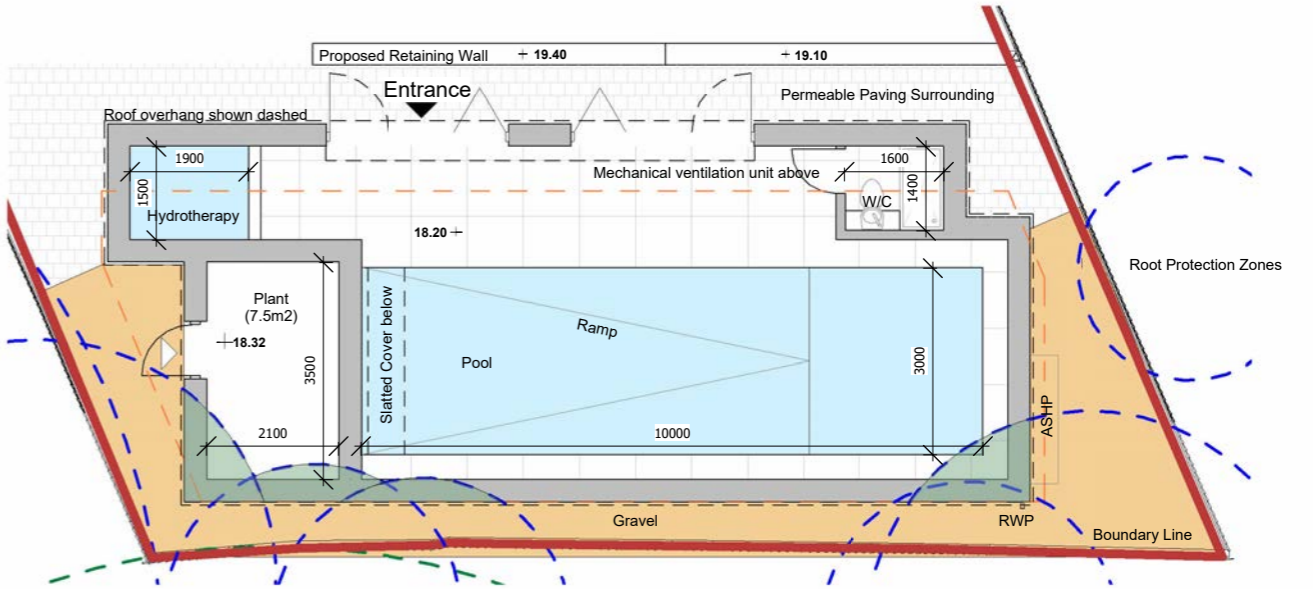 Proposed Retaining Wall
19.40
19.10
Entrance
Permeable Paving Surrounding
Roof overhang shown dashed
1900
1500
Hydrotherapy
Mechanical ventilation unit above
1600
1400
W/C
18.20
Root Protection Zones
Plant
(7.5m2)
18.32
3500
2100
Slatted Cover below
Pool
Ramp
10000
3000
ASHP
Gravel
RWP
Boundary Line